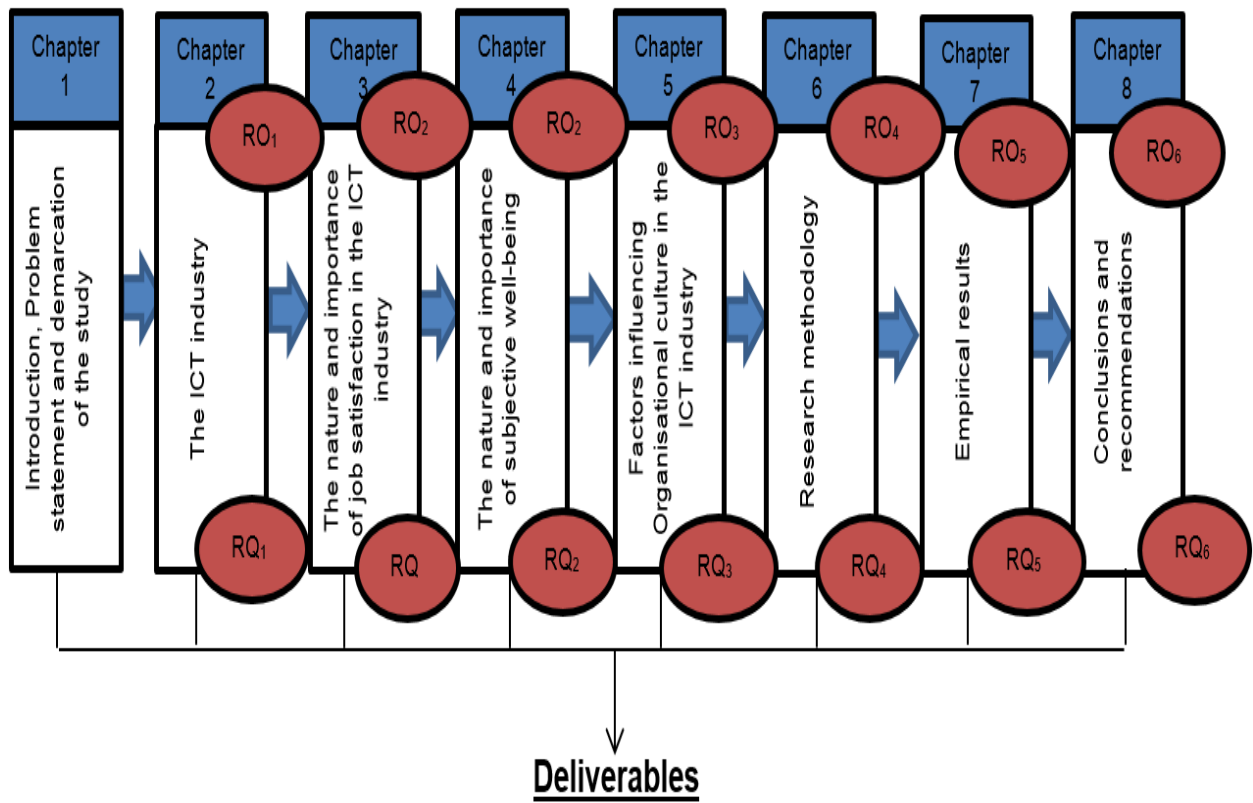 Chapter
1
Introduction, Problem
statement and demarcation
of the study
Chapter
2
RO₁
The ICT industry
RQ₁
Chapter
3
RO₂
The nature and importance
of job satisfaction in the ICT
industry
RQ
Chapter
4
RO₂
The nature and importance
of subjective well-being
RQ₂
Chapter
5
RO₃
Factors influencing
Organisational culture in the
ICT industry
RQ₃
Chapter
6
RO₄
Research methodology
RQ₄
Chapter
7
RO₅
Empirical results
RQ₅
Chapter
8
RO₆
Conclusions and
recommendations
RQ₆
Deliverables